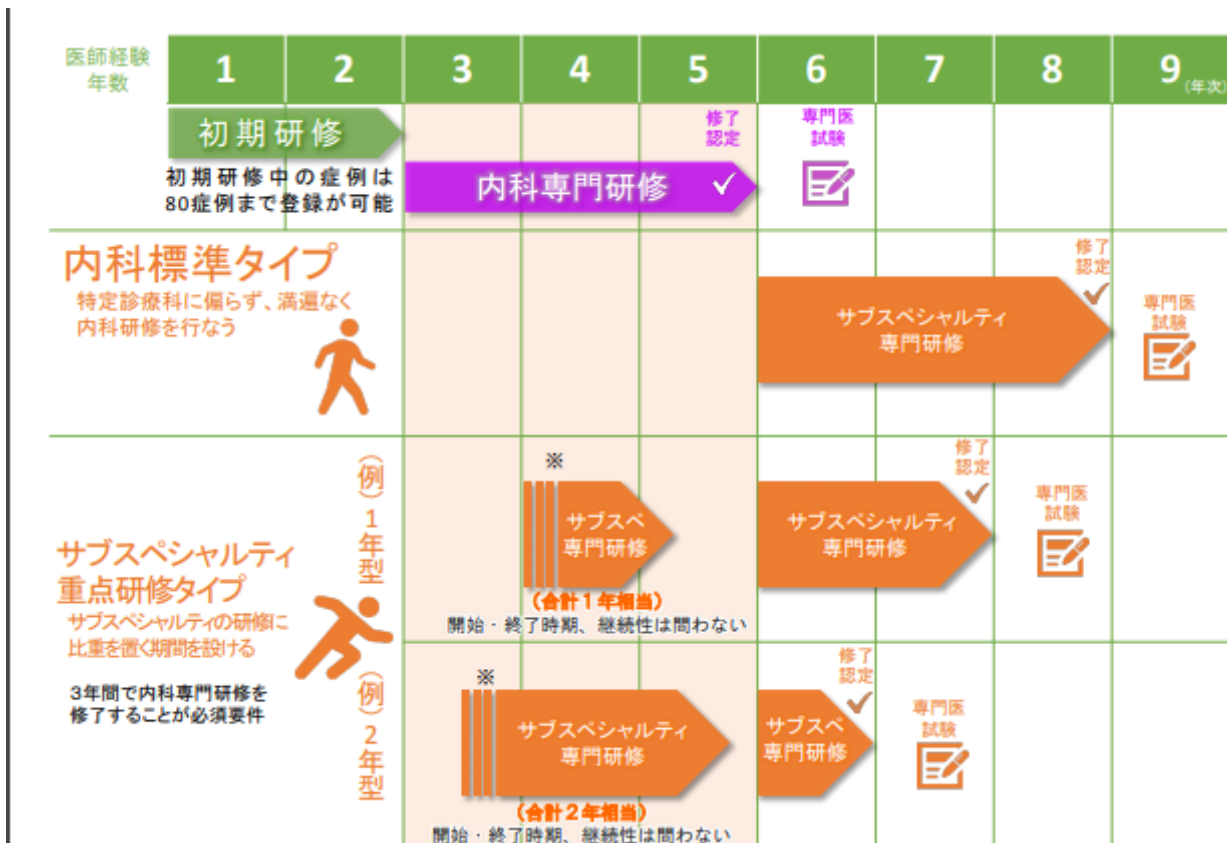 医師経験
年数
1 2 3 4 5 6 7 8 9(年次)
初期研修
初期研修中の症例は
80症例まで登録が可能
修了
認定
内科専門研修
専門医
試験
内科標準タイプ
特定診療科に偏らず、満遍なく
内科研修を行なう
修了
認定
サブスペシャルティ
専門研修
専門医
試験
サブスペシャルティ
重点研修タイプ
サブスペシャルティの研修に
比重を置く期間を設ける
3年間で内科専門研修を
修了することが必須要件
(例)1年型
※
サブスペ
専門研修
(合計1年相当)
開始・終了時期、継続性は問わない
修了
認定
サブスペシャルティ
専門研修
専門医
試験
(例)2年型
※
サブスペシャルティ
専門研修
(合計2年相当)
開始・終了時期、継続性は問わない
修了
認定
サブスペ
専門研修
専門医
試験